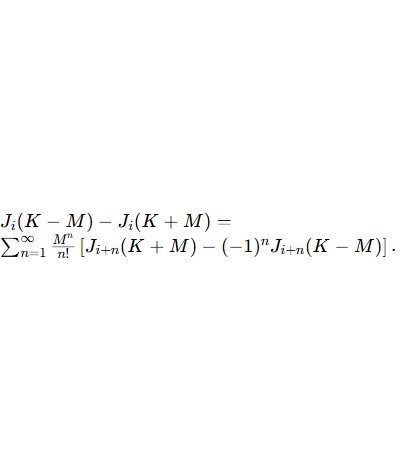 $J_i(K-M) - J_i(K+M) =$
$\sum_{n=1}^{\infty} \frac{M^n}{n!} \left[ J_{i+n}(K+M) - (-1)^n J_{i+n}(K-M) \right].$